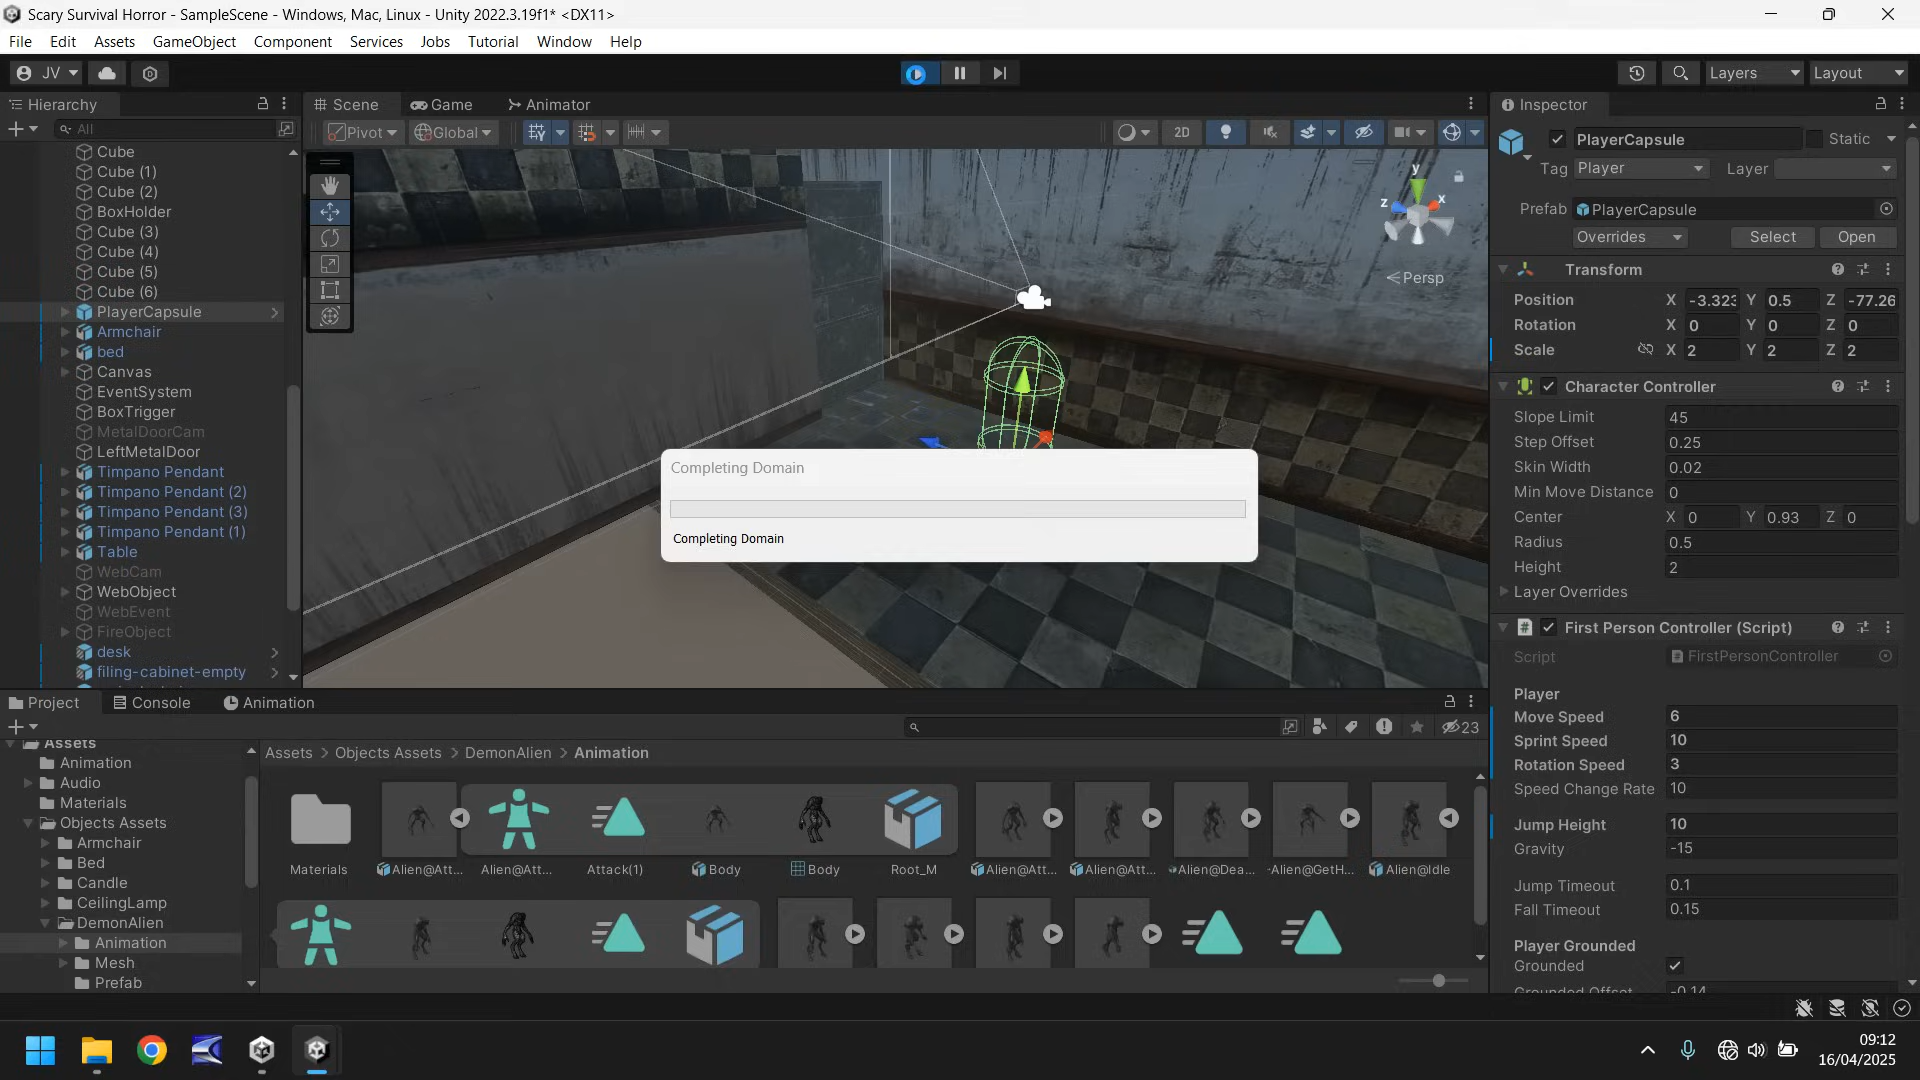 Scary Survival Horror - SampleScene - Windows, Mac, Linux - Unity 2022.3.19f1* <DX11>
File Edit Assets GameObject Component Services Jobs Tutorial Window Help
JV Layers Layout
Hierarchy
All
Cube
Cube (1)
Cube (2)
BoxHolder
Cube (3)
Cube (4)
Cube (5)
Cube (6)
PlayerCapsule
Armchair
bed
Canvas
EventSystem
BoxTrigger
MetalDoorCam
LeftMetalDoor
Timpano Pendant
Timpano Pendant (2)
Timpano Pendant (3)
Timpano Pendant (1)
Table
WebCam
WebObject
WebEvent
FireObject
desk
filing-cabinet-empty
Scene Game Animator
Pivot Global 2D
y
z x
Persp
Completing Domain
Completing Domain
Inspector
PlayerCapsule Static
Tag Player Layer
Prefab PlayerCapsule
Overrides Select Open
Transform
Position X -3.323 Y 0.5 Z -77.26
Rotation X 0 Y 0 Z 0
Scale X 2 Y 2 Z 2
Character Controller
Slope Limit 45
Step Offset 0.25
Skin Width 0.02
Min Move Distance 0
Center X 0 Y 0.93 Z 0
Radius 0.5
Height 2
Layer Overrides
First Person Controller (Script)
Script FirstPersonController
Player
Move Speed 6
Sprint Speed 10
Rotation Speed 3
Speed Change Rate 10
Jump Height 10
Gravity -15
Jump Timeout 0.1
Fall Timeout 0.15
Player Grounded
Grounded
Grounded Offset -0.14
Project Console Animation
23
Assets
Animation
Audio
Materials
Objects Assets
Armchair
Bed
Candle
CeilingLamp
DemonAlien
Animation
Mesh
Prefab
Assets > Objects Assets > DemonAlien > Animation
Materials Alien@Att... Alien@Att... Attack(1) Body Body Root_M Alien@Att... Alien@Att... Alien@Dea... Alien@GetH... Alien@Idle
09:12
16/04/2025